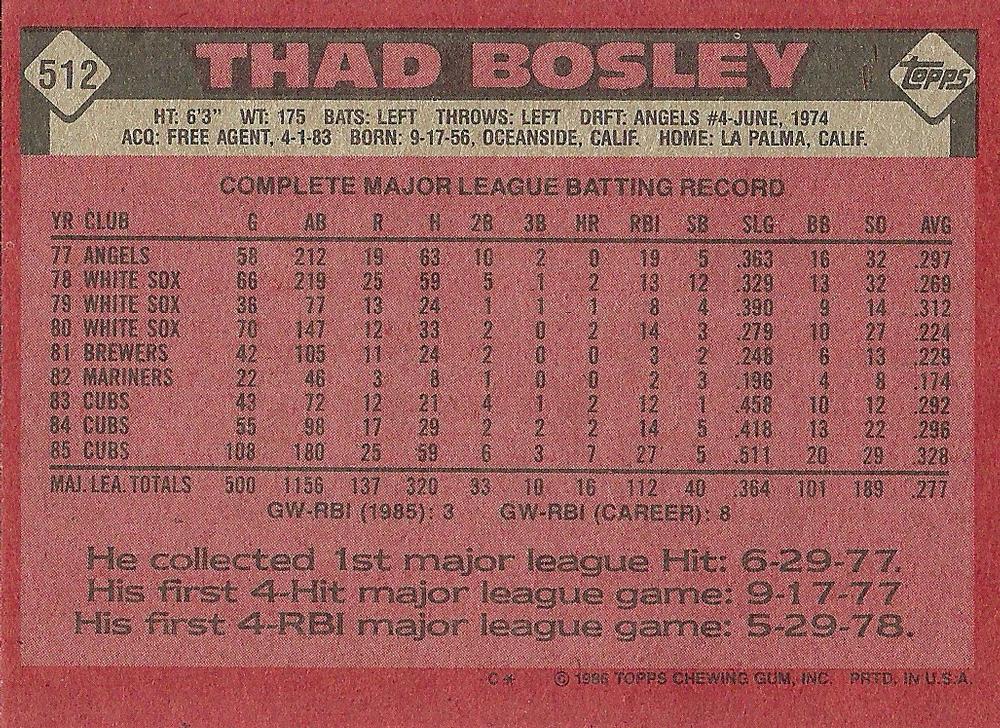 512 THAD BOSLEY TOPPS
HT: 6'3" WT: 175 BATS: LEFT THROWS: LEFT DRFT: ANGELS #4-JUNE, 1974
ACQ: FREE AGENT, 4-1-83 BORN: 9-17-56, OCEANSIDE, CALIF. HOME: LA PALMA, CALIF.
COMPLETE MAJOR LEAGUE BATTING RECORD
YR CLUB G AB R H 2B 3B HR RBI SB SLG BB SO AVG
77 ANGELS 58 212 19 63 10 2 0 19 5 .363 16 32 .297
78 WHITE SOX 66 219 25 59 5 1 2 13 12 .329 13 32 .269
79 WHITE SOX 36 77 13 24 1 1 1 8 4 .390 9 14 .312
80 WHITE SOX 70 147 12 33 2 0 2 14 3 .279 10 27 .224
81 BREWERS 42 105 11 24 2 0 0 3 2 .248 6 13 .229
82 MARINERS 22 46 3 8 1 0 0 2 3 .196 4 8 .174
83 CUBS 43 72 12 21 4 1 2 12 1 .458 10 12 .292
84 CUBS 55 98 17 29 2 2 2 14 5 .418 13 22 .296
85 CUBS 108 180 25 59 6 3 7 27 5 .511 20 29 .328
MAJ. LEA. TOTALS 500 1156 137 320 33 10 16 112 40 .364 101 189 .277
GW-RBI (1985): 3 GW-RBI (CAREER): 8
He collected 1st major league Hit: 6-29-77.
His first 4-Hit major league game: 9-17-77
His first 4-RBI major league game: 5-29-78.
C* © 1986 TOPPS CHEWING GUM, INC. PRTD. IN U.S.A.